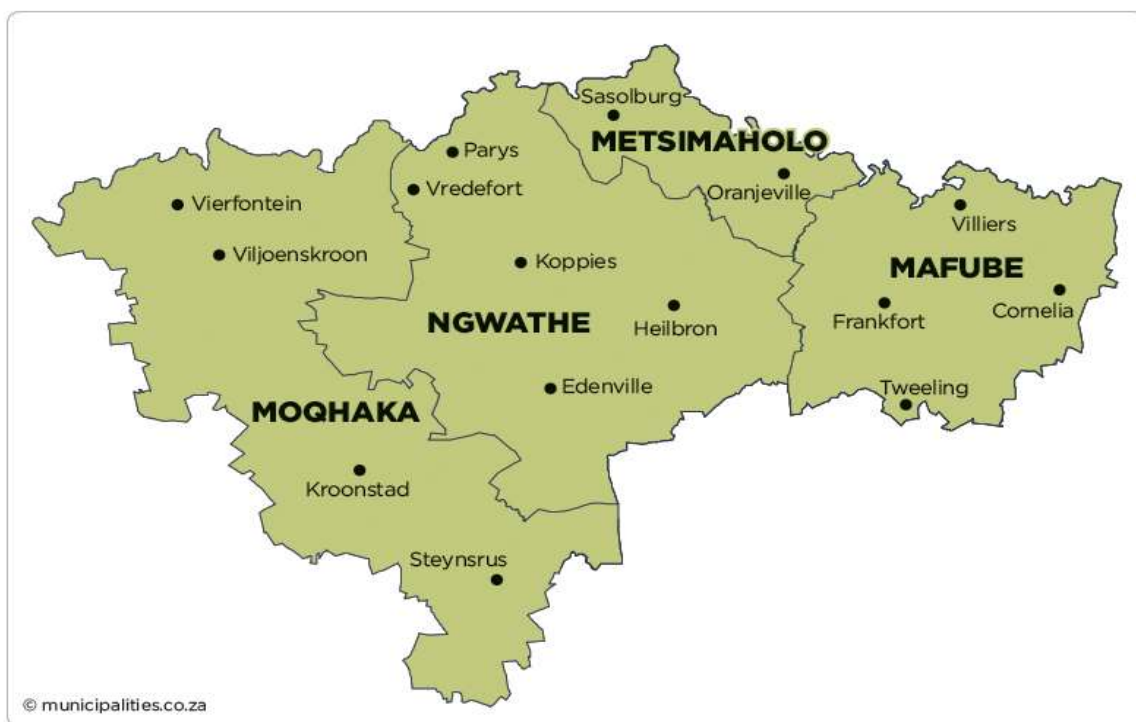 Sasolburg
METSIMAHOLO
Parys
Oranjeville
Vredefort
Vierfontein
Villiers
Viljoenskroon
Koppies
MAFUBE
Cornelia
NGWATHE
Heilbron
Frankfort
Edenville
Tweeling
MOQHAKA
Kroonstad
Steynsrus
© municipalities.co.za